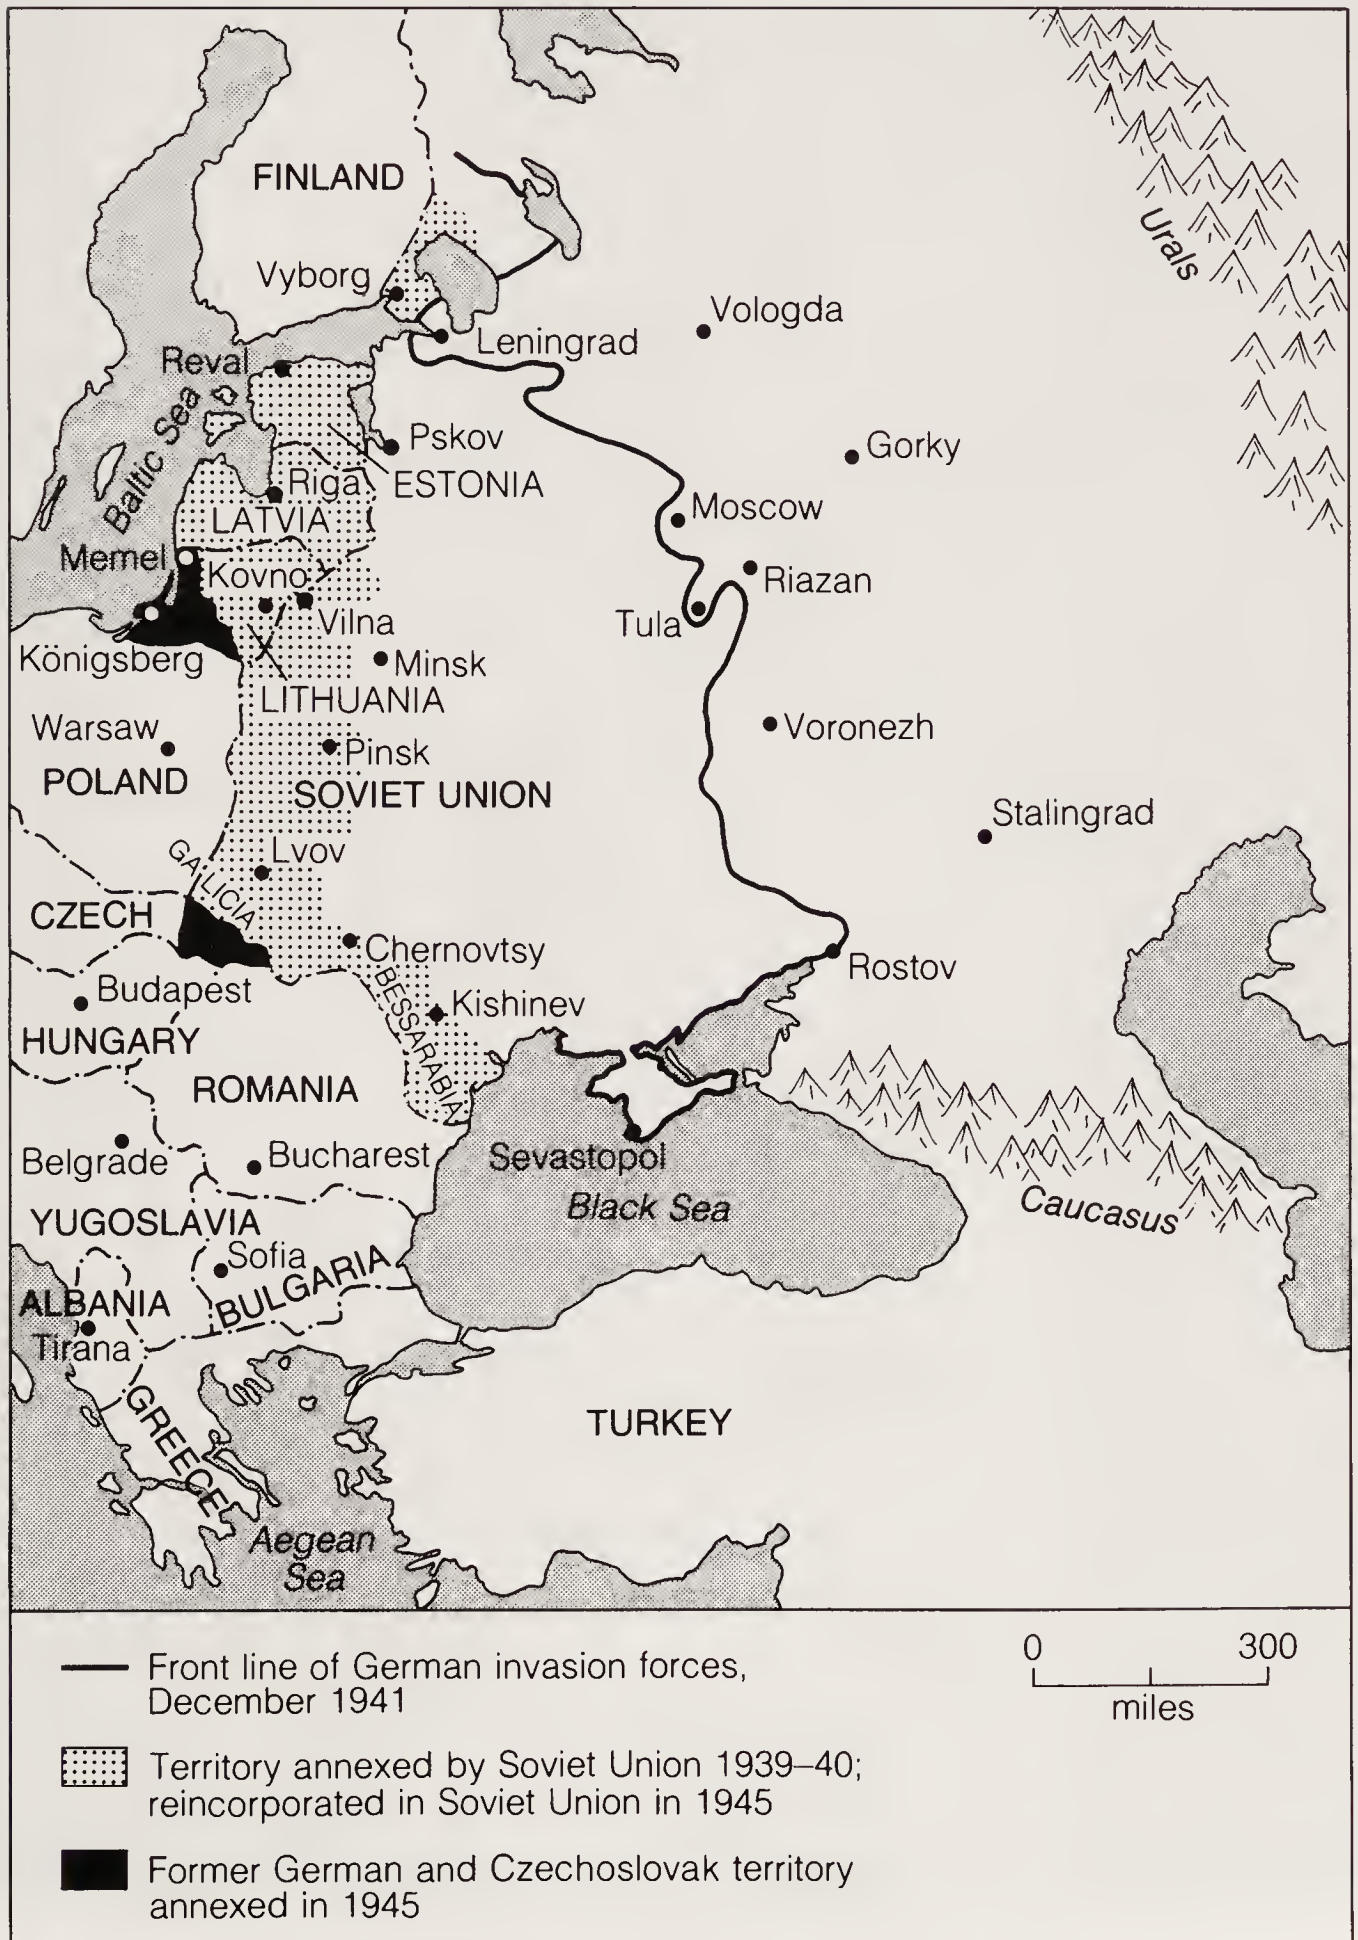 FINLAND
Urals
Vyborg
Vologda
Leningrad
Reval
Baltic Sea
Pskov
Gorky
Riga
ESTONIA
LATVIA
Moscow
Memel
Kovno
Riazan
Vilna
Tula
Königsberg
Minsk
LITHUANIA
Warsaw
Voronezh
Pinsk
POLAND
SOVIET UNION
Stalingrad
Lvov
GALICIA
CZECH
Chernovtsy
Rostov
Budapest
BESSARABIA
Kishinev
HUNGARY
ROMANIA
Belgrade
Bucharest
Sevastopol
Black Sea
Caucasus
YUGOSLAVIA
Sofia
BULGARIA
ALBANIA
Tirana
GREECE
TURKEY
Aegean
Sea
Front line of German invasion forces,
December 1941
0 300
miles
Territory annexed by Soviet Union 1939–40;
reincorporated in Soviet Union in 1945
Former German and Czechoslovak territory
annexed in 1945